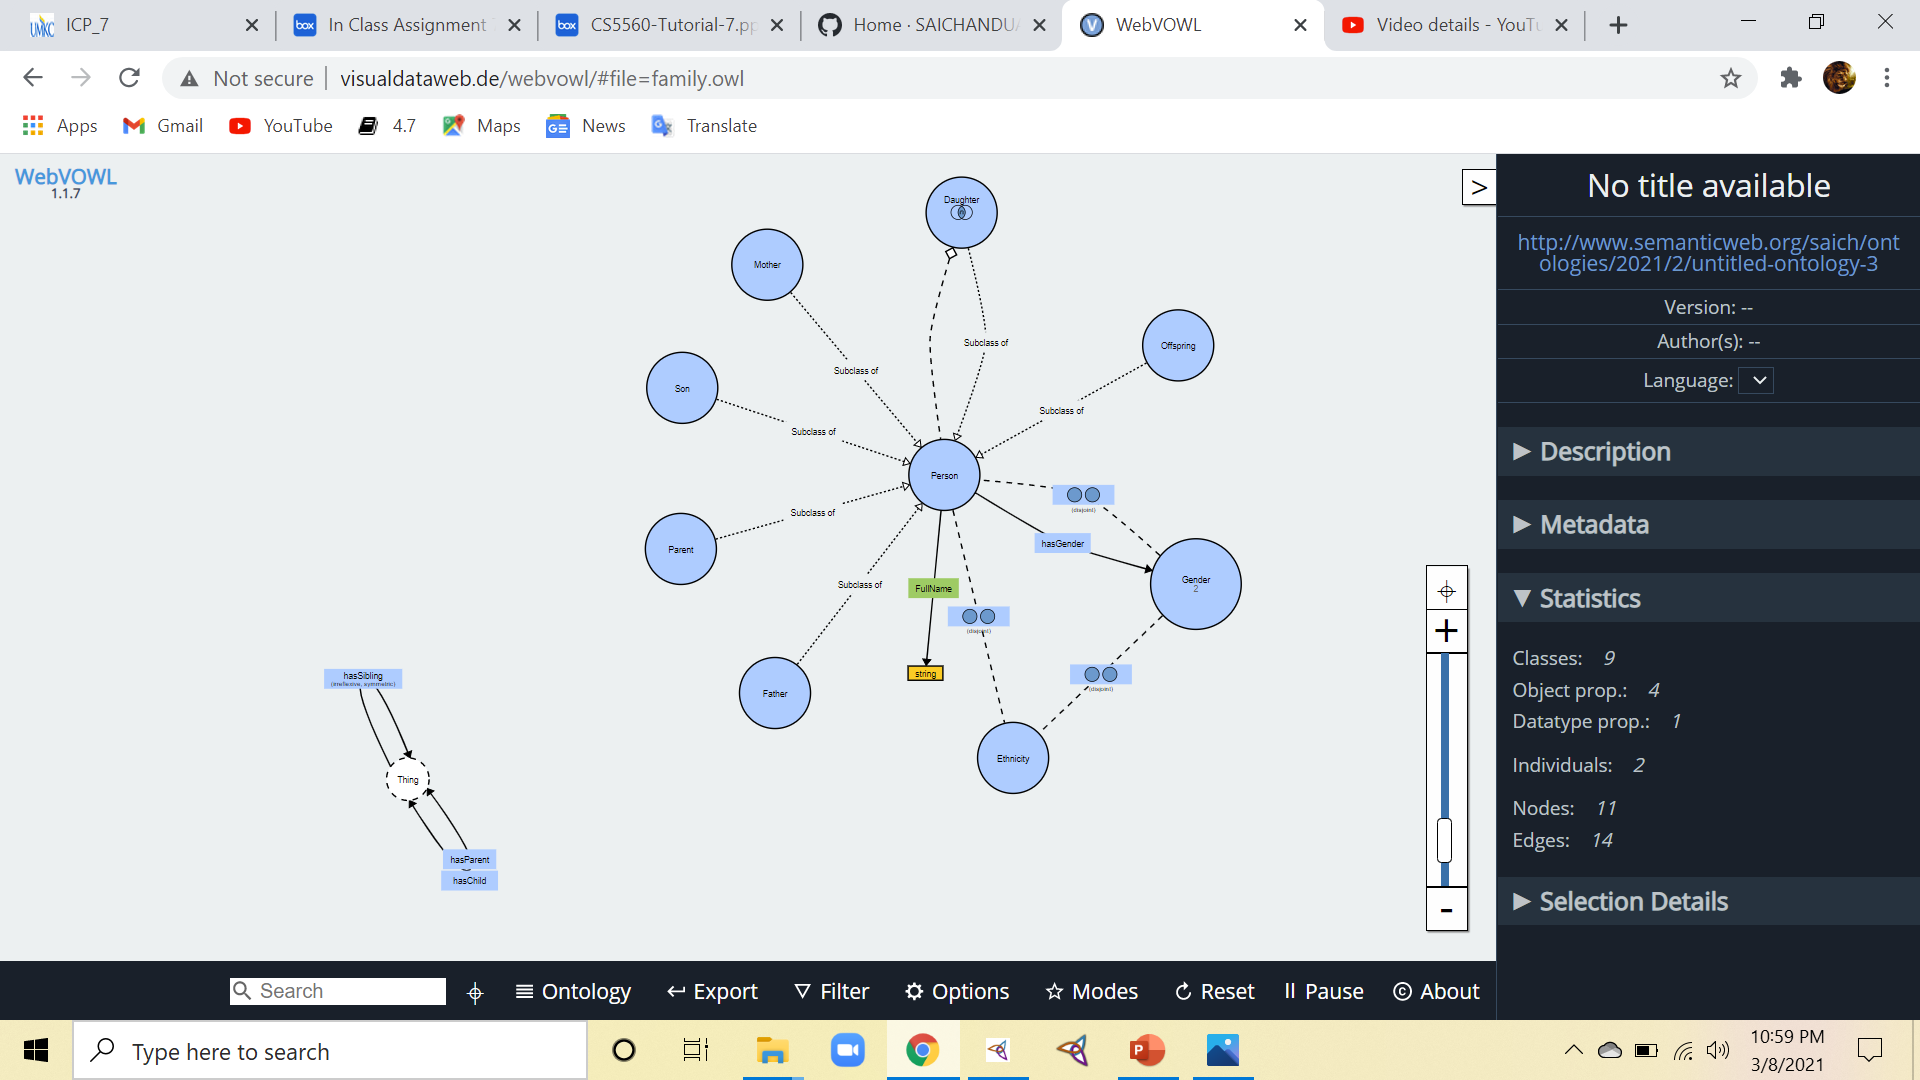 ICP_7
In Class Assignment
CS5560-Tutorial-7.pp
Home · SAICHANDU
WebVOWL
Video details - YouTu
Not secure
visualdataweb.de/webvowl/#file=family.owl
Apps
Gmail
YouTube
4.7
Maps
News
Translate
WebVOWL
1.1.7
Daughter
Mother
Offspring
Subclass of
Subclass of
Son
Subclass of
Subclass of
Person
(disjoint)
Subclass of
hasGender
Parent
Gender
2
Subclass of
FullName
(disjoint)
string
(disjoint)
Father
Ethnicity
hasSibling
(irreflexive, symmetric)
Thing
hasParent
hasChild
>
+
-
No title available
http://www.semanticweb.org/saich/ont
ologies/2021/2/untitled-ontology-3
Version: --
Author(s): --
Language:
Description
Metadata
Statistics
Classes: 9
Object prop.: 4
Datatype prop.: 1
Individuals: 2
Nodes: 11
Edges: 14
Selection Details
Search
Ontology
Export
Filter
Options
Modes
Reset
Pause
About
Type here to search
10:59 PM
3/8/2021